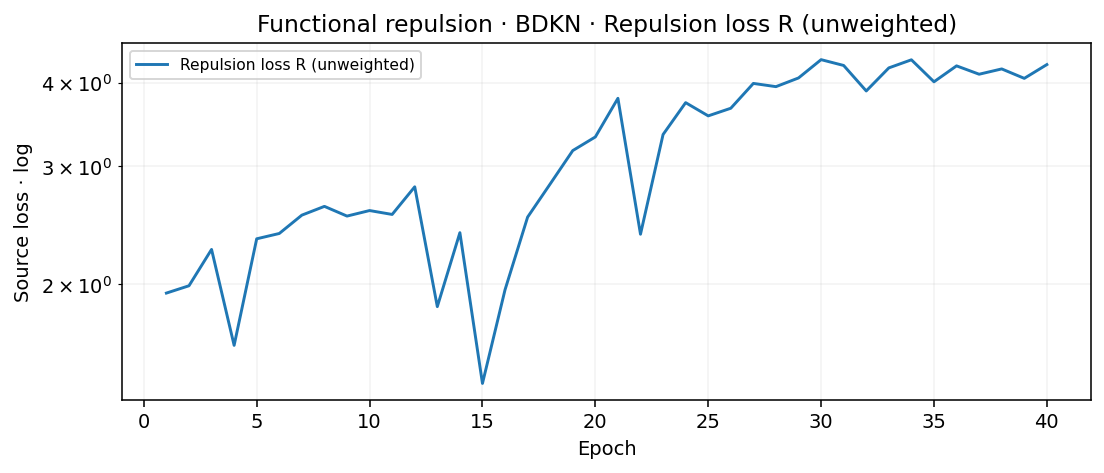 Functional repulsion · BDKN · Repulsion loss R (unweighted)
Repulsion loss R (unweighted)
Source loss · log
4 × 10⁰
3 × 10⁰
2 × 10⁰
0 5 10 15 20 25 30 35 40
Epoch